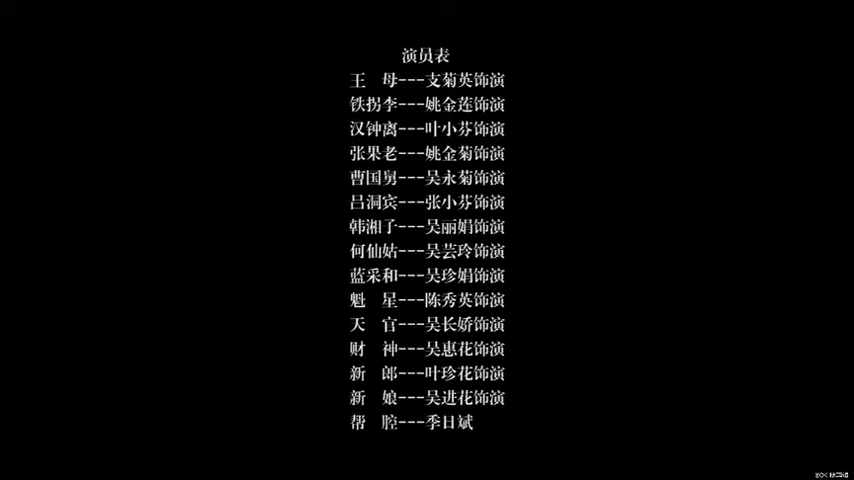 演员表
王　母---支菊英饰演
铁拐李---姚金莲饰演
汉钟离---叶小芬饰演
张果老---姚金菊饰演
曹国舅---吴永菊饰演
吕洞宾---张小芬饰演
韩湘子---吴丽娟饰演
何仙姑---吴芸玲饰演
蓝采和---吴珍娟饰演
魁　星---陈秀英饰演
天　官---吴长娇饰演
财　神---吴惠花饰演
新　郎---叶珍花饰演
新　娘---吴进花饰演
帮　腔---季日斌